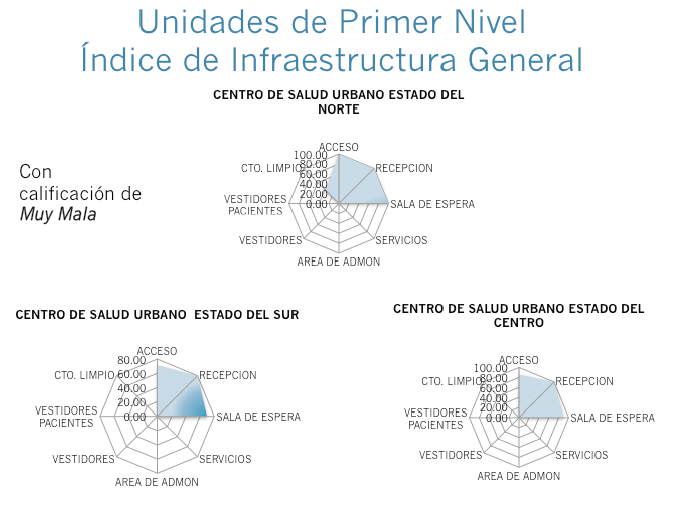 Unidades de Primer Nivel
Índice de Infraestructura General
CENTRO DE SALUD URBANO ESTADO DEL
NORTE
Con
calificación de
Muy Mala
ACCESO
100.00
80.00
60.00
40.00
20.00
0.00
CTO. LIMPIO
RECEPCION
VESTIDORES
PACIENTES
SALA DE ESPERA
VESTIDORES
SERVICIOS
AREA DE ADMON
CENTRO DE SALUD URBANO ESTADO DEL SUR
ACCESO
80.00
60.00
40.00
20.00
0.00
CTO. LIMPIO
RECEPCION
VESTIDORES
PACIENTES
SALA DE ESPERA
VESTIDORES
SERVICIOS
AREA DE ADMON
CENTRO DE SALUD URBANO ESTADO DEL
CENTRO
ACCESO
100.00
80.00
60.00
40.00
20.00
0.00
CTO. LIMPIO
RECEPCION
VESTIDORES
PACIENTES
SALA DE ESPERA
VESTIDORES
SERVICIOS
AREA DE ADMON